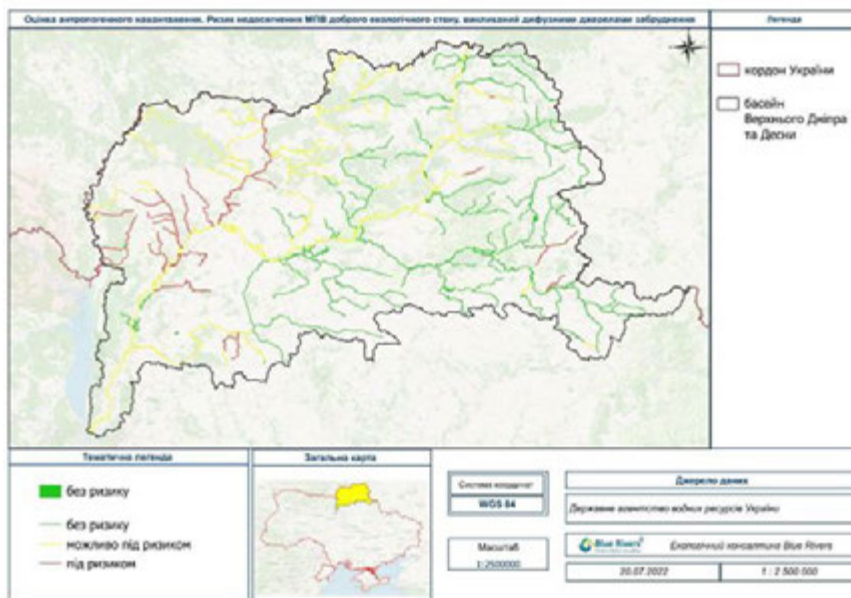 Оцінка антропогенного навантаження. Ризик недосягнення МПВ доброго екологічного стану, викликаний дифузними джерелами забруднення
Легенда
кордон України
басейн
Верхнього Дніпра
та Десни
Тематична легенда
без ризику
без ризику
можливо під ризиком
під ризиком
Загальна карта
Система координат
WGS 84
Масштаб
1:2500000
Джерело даних
Державне агентство водних ресурсів України
Blue Rivers
Екологічний консалтинг Blue Rivers
20.07.2022
1 : 2 500 000